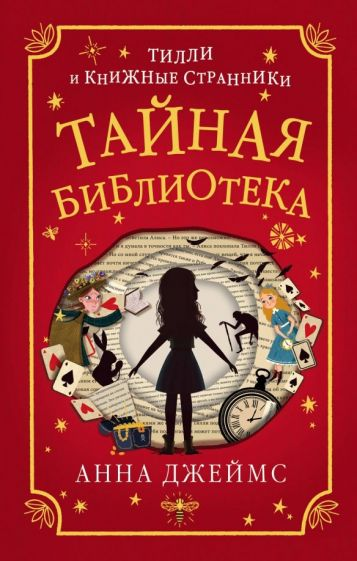 ТИЛЛИ
И КНИЖНЫЕ СТРАННИКИ
ТАЙНАЯ
БИБЛИОТЕКА
АННА ДЖЕЙМС